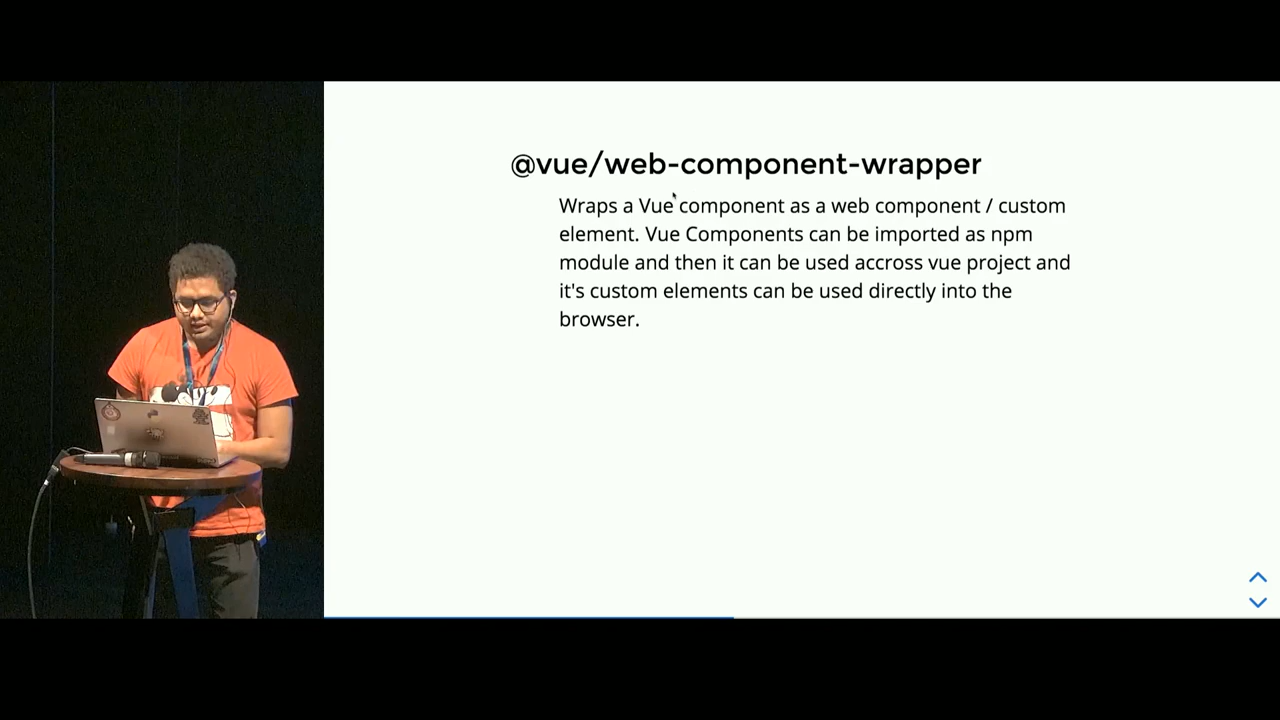 @vue/web-component-wrapper
Wraps a Vue component as a web component / custom
element. Vue Components can be imported as npm
module and then it can be used accross vue project and
it's custom elements can be used directly into the
browser.